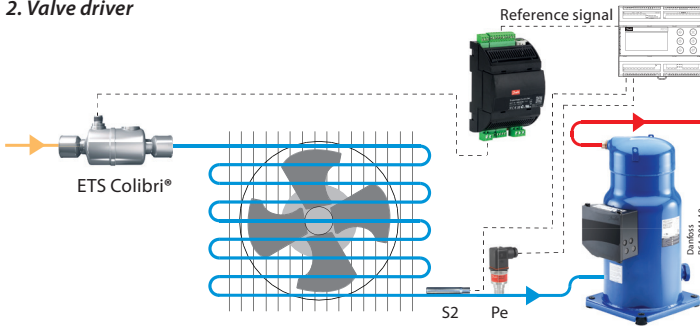 2. Valve driver
Reference signal
ETS Colibri®
S2
Pe
Danfoss